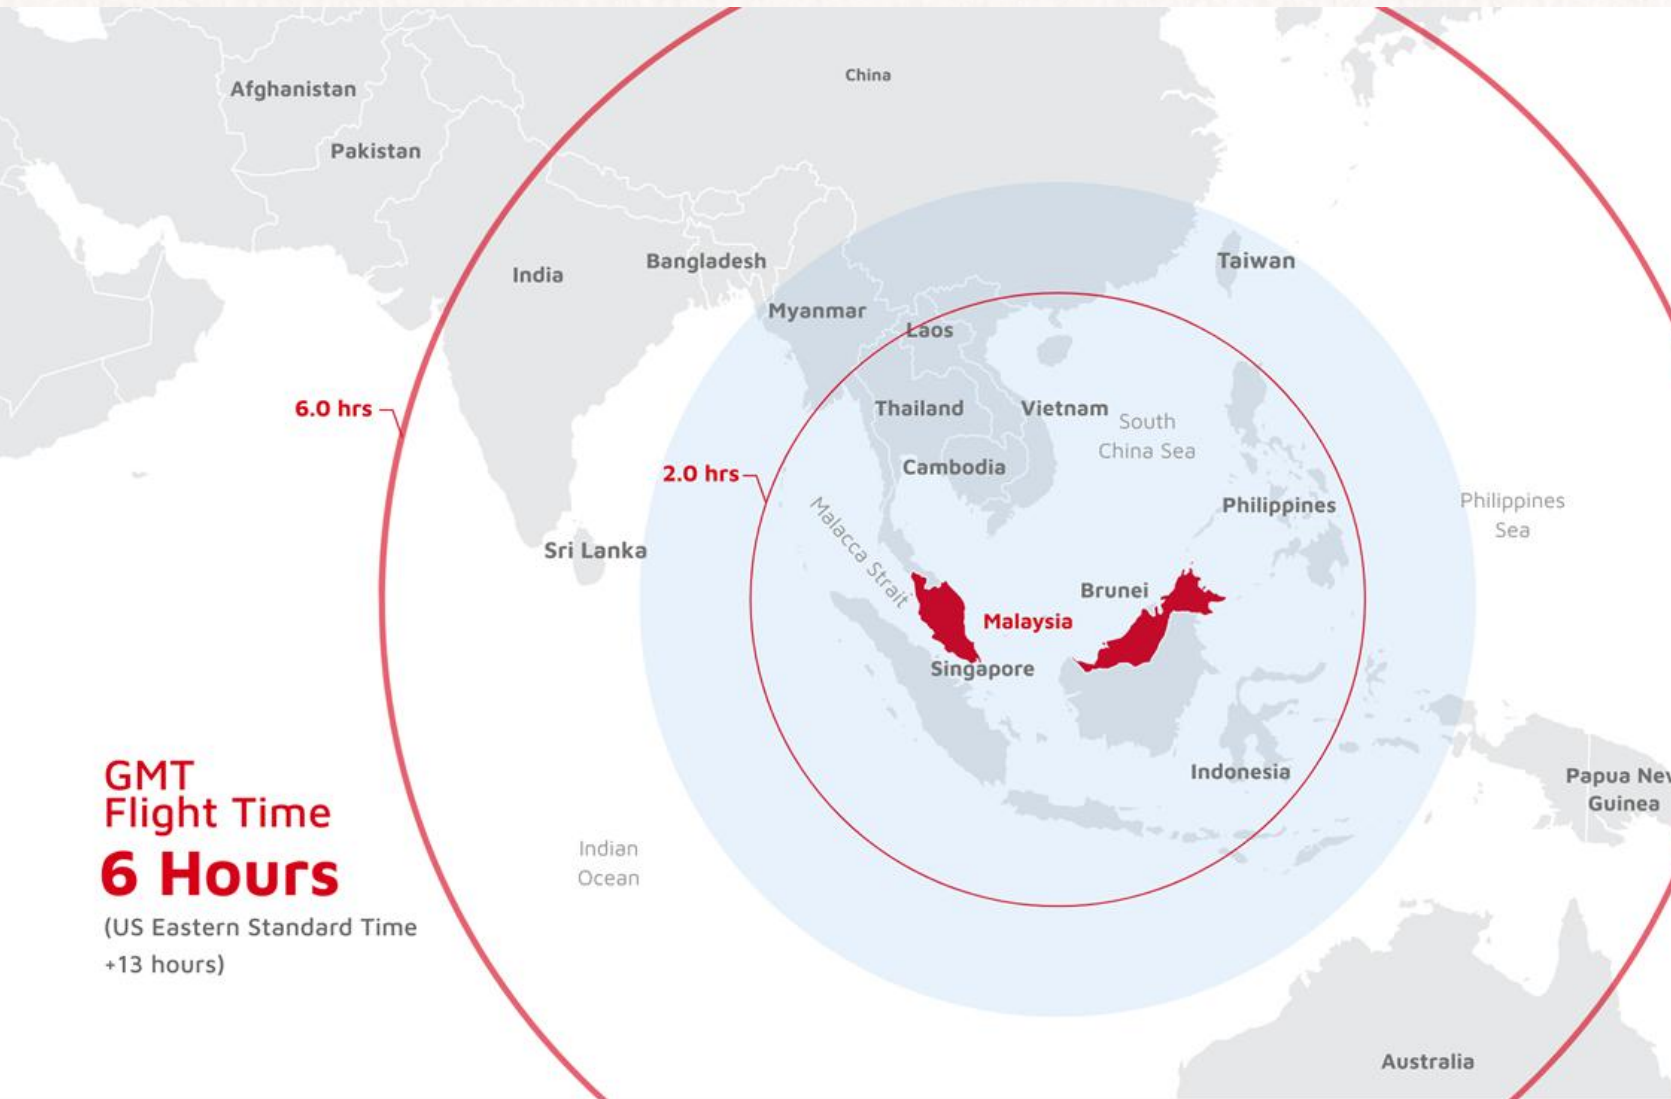 China
Afghanistan
Pakistan
India
Bangladesh
Taiwan
Myanmar
Laos
6.0 hrs
Thailand
Vietnam
South
China Sea
2.0 hrs
Cambodia
Malacca Strait
Philippines
Philippines
Sea
Sri Lanka
Brunei
Malaysia
Singapore
Indonesia
Papua New
Guinea
GMT
Flight Time
6 Hours
(US Eastern Standard Time
+13 hours)
Indian
Ocean
Australia